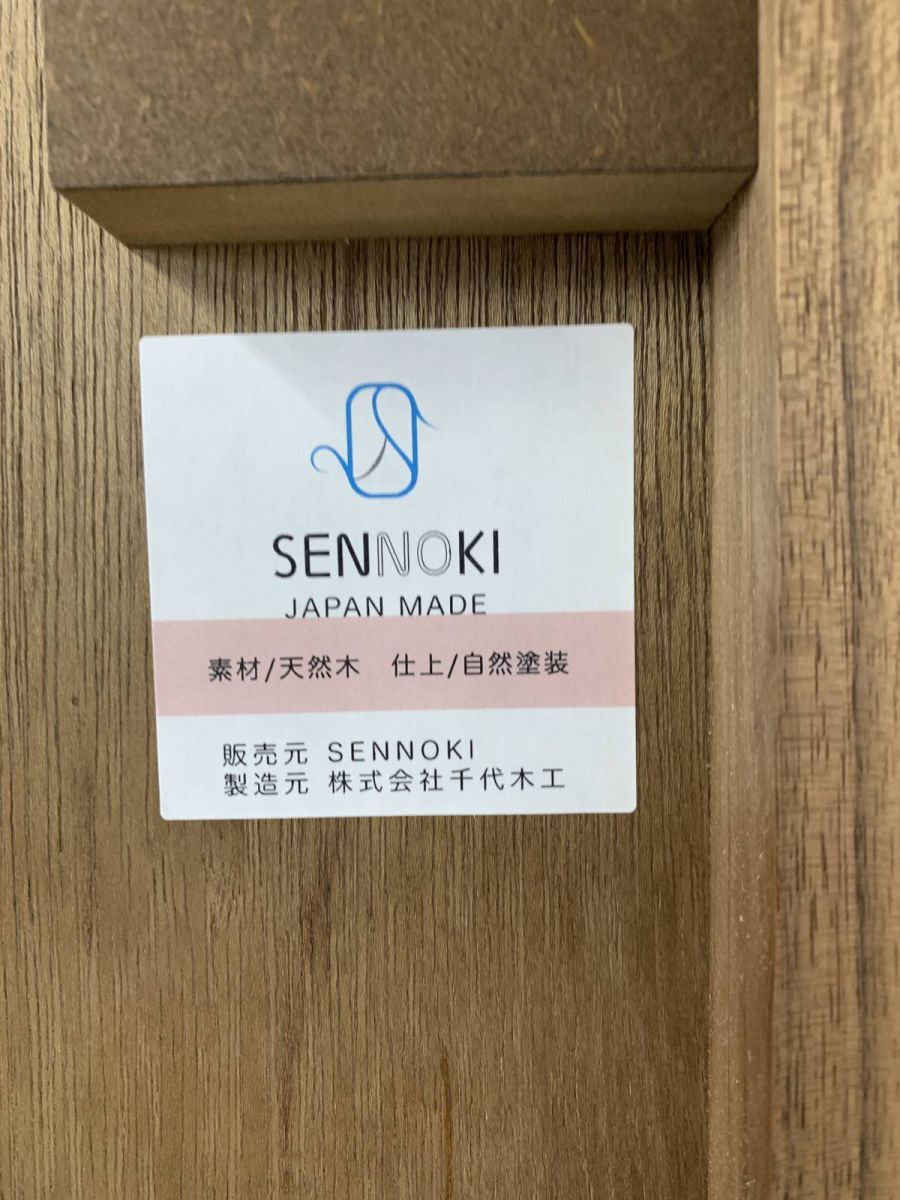 SENNOKI
JAPAN MADE
素材/天然木　仕上/自然塗装
販売元 SENNOKI
製造元 株式会社千代木工